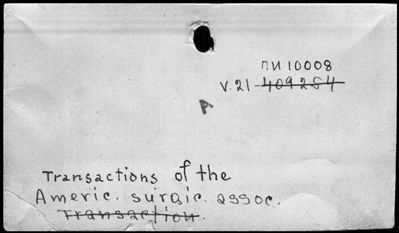 ПИ 10008
V.21 409284
A
Transactions of the
Americ. surgic. assoc.
Transaction.